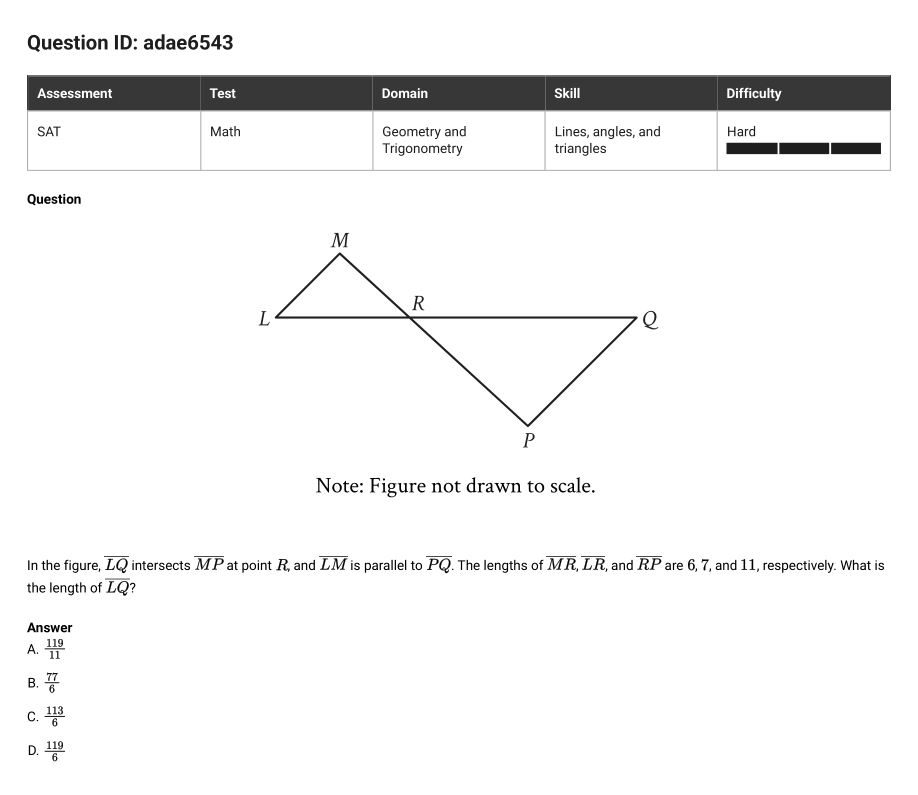 Question ID: adae6543
Assessment Test Domain Skill Difficulty
SAT Math Geometry and Trigonometry Lines, angles, and triangles Hard
Question
M
R
L
Q
P
Note: Figure not drawn to scale.
In the figure, LQ intersects MP at point R, and LM is parallel to PQ. The lengths of MR, LR, and RP are 6, 7, and 11, respectively. What is
the length of LQ?
Answer
A. 119/11
B. 77/6
C. 113/6
D. 119/6